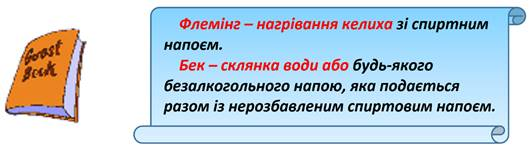 Guest
Book
Флемінг – нагрівання келиха зі спиртним
напоєм.
Бек – склянка води або будь-якого
безалкогольного напою, яка подається
разом із нерозбавленим спиртовим напоєм.